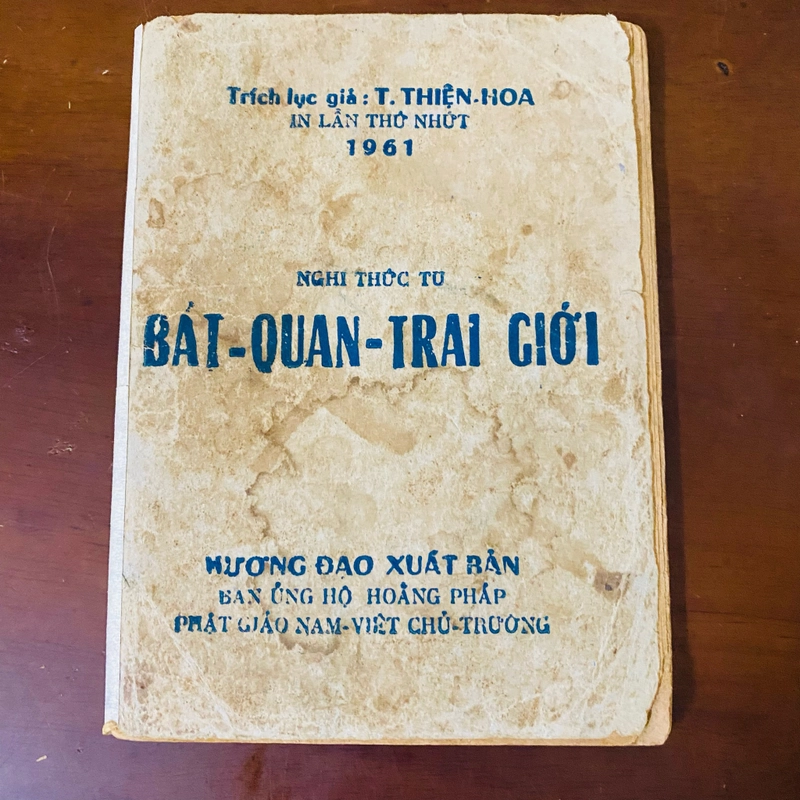 Trích lục giả : T. THIỆN-HOA
IN LẦN THỨ NHỨT
1961
NGHI THỨC TU
BÁT-QUAN-TRAI GIỚI
HƯƠNG ĐẠO XUẤT BẢN
BAN ỦNG HỘ HOẰNG PHÁP
PHẬT GIÁO NAM-VIỆT CHỦ-TRƯƠNG